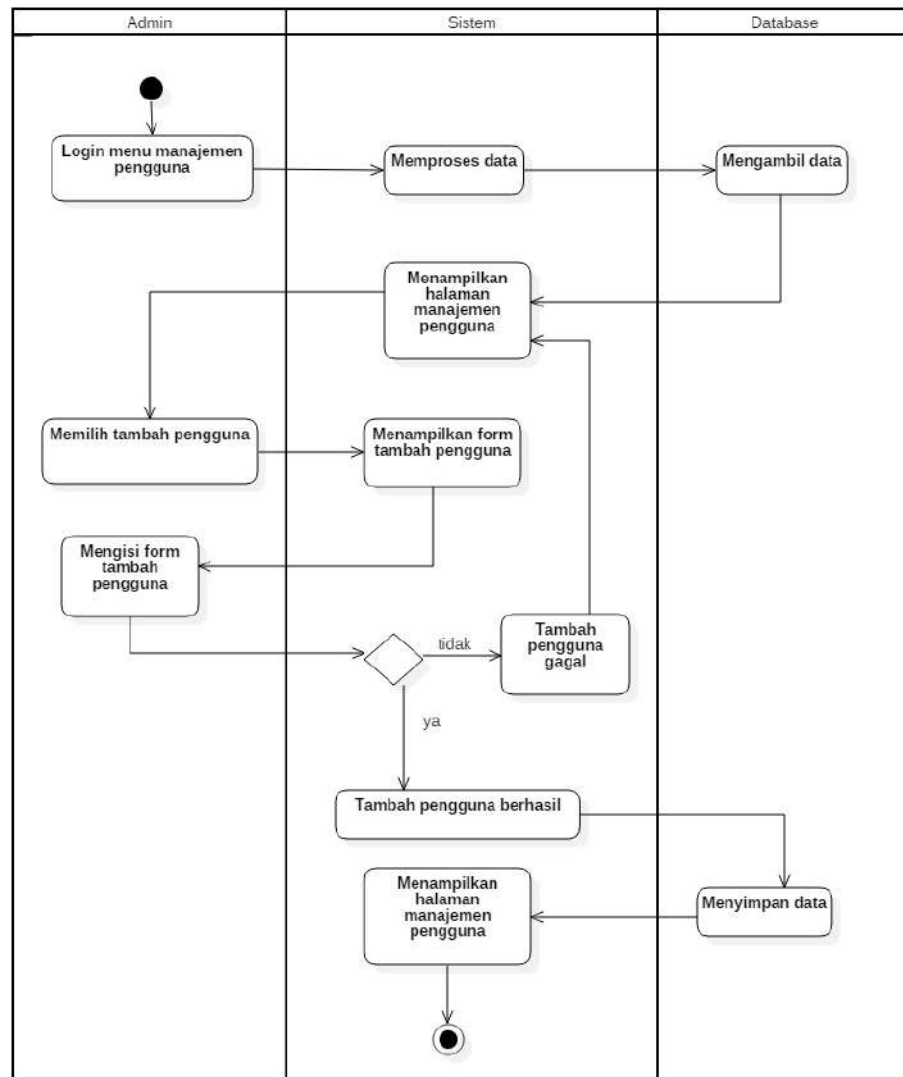 Admin
Sistem
Database
Login menu manajemen
pengguna
Memproses data
Mengambil data
Menampilkan
halaman
manajemen
pengguna
Memilih tambah pengguna
Menampilkan form
tambah pengguna
Mengisi form
tambah
pengguna
tidak
Tambah
pengguna
gagal
ya
Tambah pengguna berhasil
Menampilkan
halaman
manajemen
pengguna
Menyimpan data